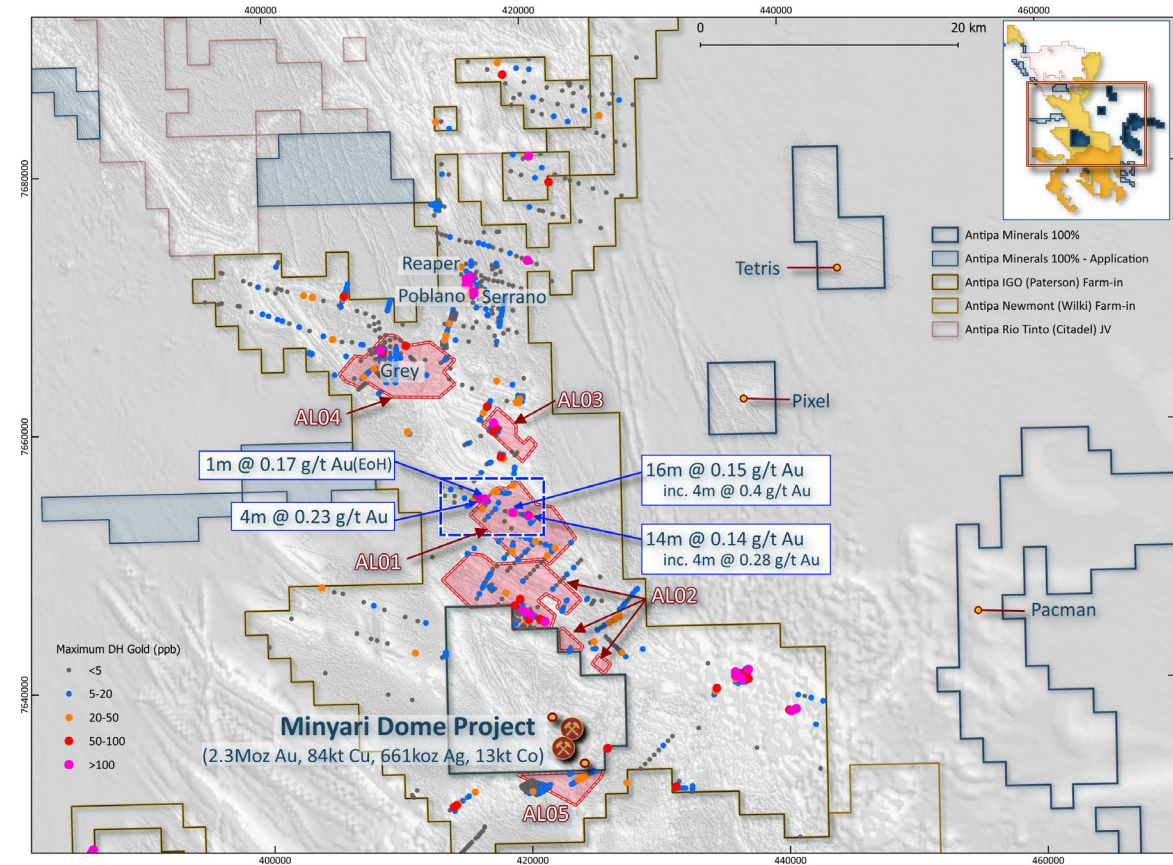 400000
420000
440000
460000
0
20 km
7680000
7660000
7640000
Antipa Minerals 100%
Antipa Minerals 100% - Application
Antipa IGO (Paterson) Farm-in
Antipa Newmont (Wilki) Farm-in
Antipa Rio Tinto (Citadel) JV
Reaper
Poblano
Serrano
Tetris
Grey
AL04
AL03
Pixel
1m @ 0.17 g/t Au(EoH)
4m @ 0.23 g/t Au
16m @ 0.15 g/t Au
inc. 4m @ 0.4 g/t Au
14m @ 0.14 g/t Au
inc. 4m @ 0.28 g/t Au
AL01
AL02
Pacman
Maximum DH Gold (ppb)
<5
5-20
20-50
50-100
>100
Minyari Dome Project
(2.3Moz Au, 84kt Cu, 661koz Ag, 13kt Co)
AL05
400000
420000
440000
460000